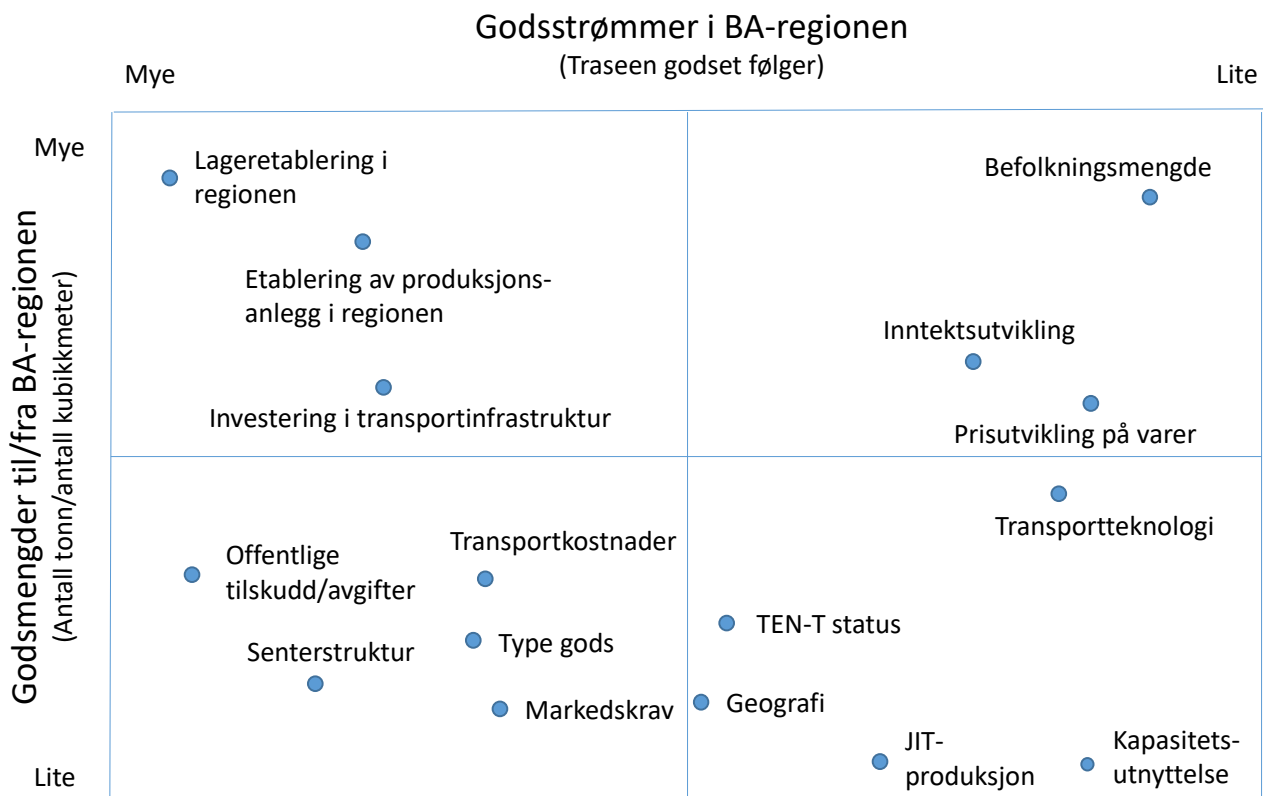 Godsstrømmer i BA-regionen
(Traseen godset følger)
Mye
Lite
Mye
Godsmengder til/fra BA-regionen
(Antall tonn/antall kubikkmeter)
Lite
Lageretablering i
regionen
Befolkningsmengde
Etablering av produksjons-
anlegg i regionen
Inntektsutvikling
Investering i transportinfrastruktur
Prisutvikling på varer
Transportteknologi
Transportkostnader
Offentlige
tilskudd/avgifter
TEN-T status
Type gods
Senterstruktur
Geografi
Markedskrav
JIT-
produksjon
Kapasitets-
utnyttelse